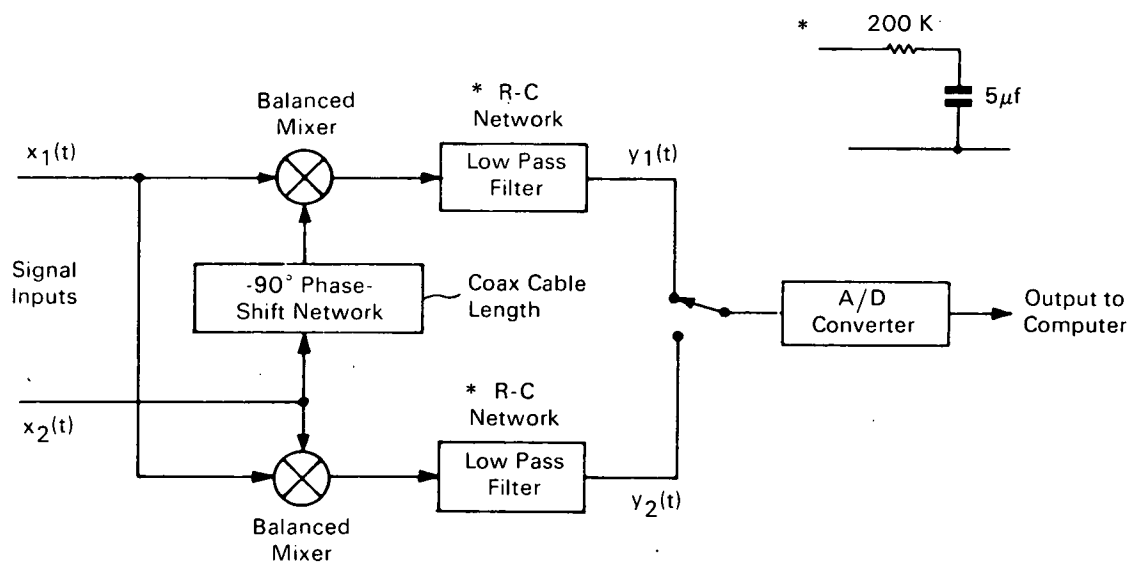 *
200 K
5μf
* R-C
Network
Balanced
Mixer
x1(t)
Low Pass
Filter
y1(t)
Signal
Inputs
-90° Phase-
Shift Network
Coax Cable
Length
A/D
Converter
Output to
Computer
* R-C
Network
x2(t)
Low Pass
Filter
y2(t)
Balanced
Mixer